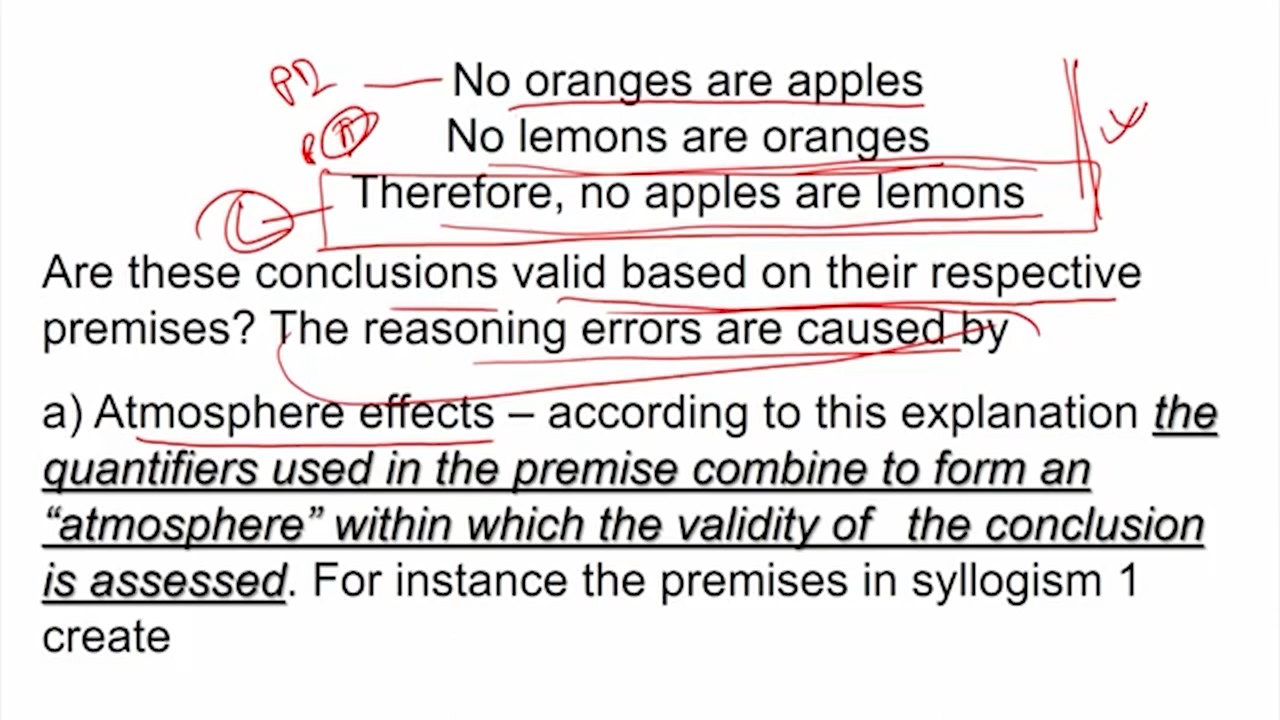 No oranges are apples
No lemons are oranges
Therefore, no apples are lemons
Are these conclusions valid based on their respective
premises? The reasoning errors are caused by
a) Atmosphere effects – according to this explanation the
quantifiers used in the premise combine to form an
“atmosphere” within which the validity of the conclusion
is assessed. For instance the premises in syllogism 1
create